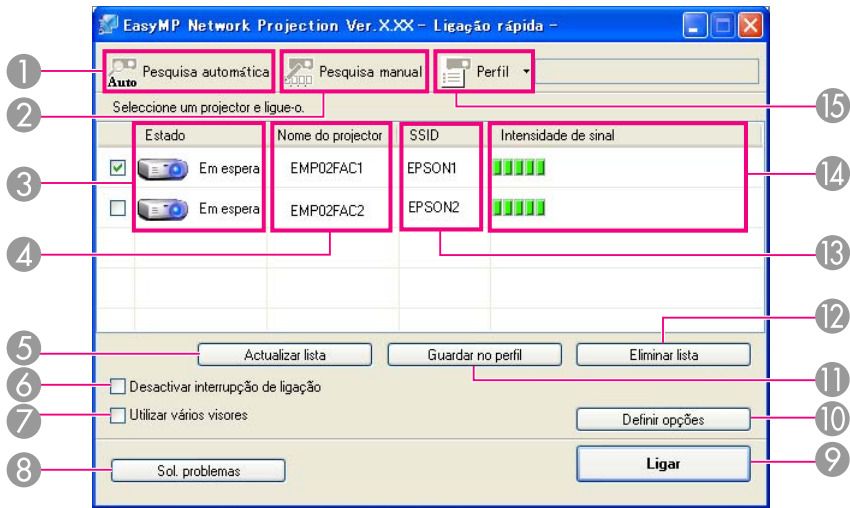 EasyMP Network Projection Ver.X.XX – Ligação rápida –
1 Auto Pesquisa automática Pesquisa manual Perfil
2 15
Seleccione um projector e ligue-o.
Estado Nome do projector SSID Intensidade de sinal
3 Em espera EMP02FAC1 EPSON1 14
Em espera EMP02FAC2 EPSON2
4 13
12
5 Actualizar lista Guardar no perfil Eliminar lista
6 Desactivar interrupção de ligação 11
7 Utilizar vários visores Definir opções 10
8 Sol. problemas Ligar 9